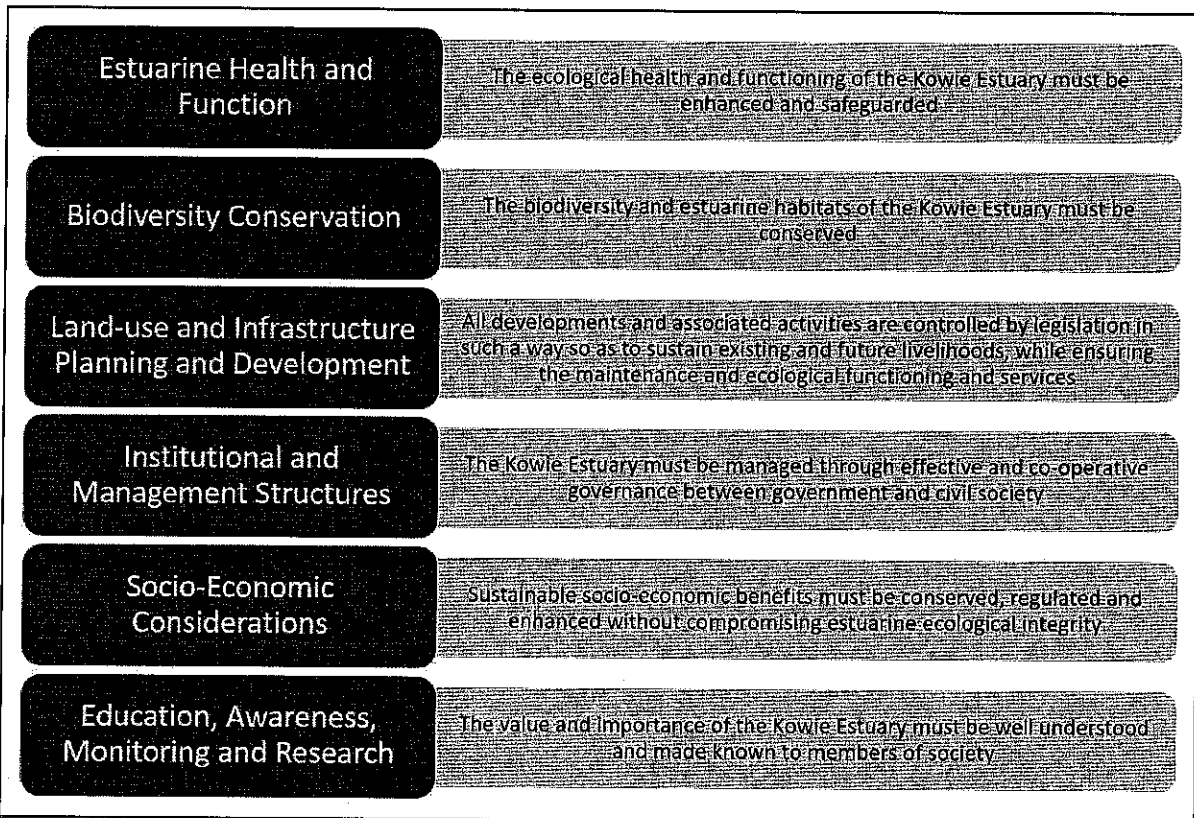 Estuarine Health and
Function
The ecological health and functioning of the Kowie Estuary must be
enhanced and safeguarded
Biodiversity Conservation
The biodiversity and estuarine habitats of the Kowie Estuary must be
conserved
Land-use and Infrastructure
Planning and Development
All developments and associated activities are controlled by legislation in
such a way so as to sustain existing and future livelihoods, while ensuring
the maintenance and ecological functioning and services
Institutional and
Management Structures
The Kowie Estuary must be managed through effective and co-operative
governance between government and civil society
Socio-Economic
Considerations
Sustainable socio-economic benefits must be conserved, regulated and
enhanced without compromising estuarine ecological integrity
Education, Awareness,
Monitoring and Research
The value and importance of the Kowie Estuary must be well understood
and made known to members of society